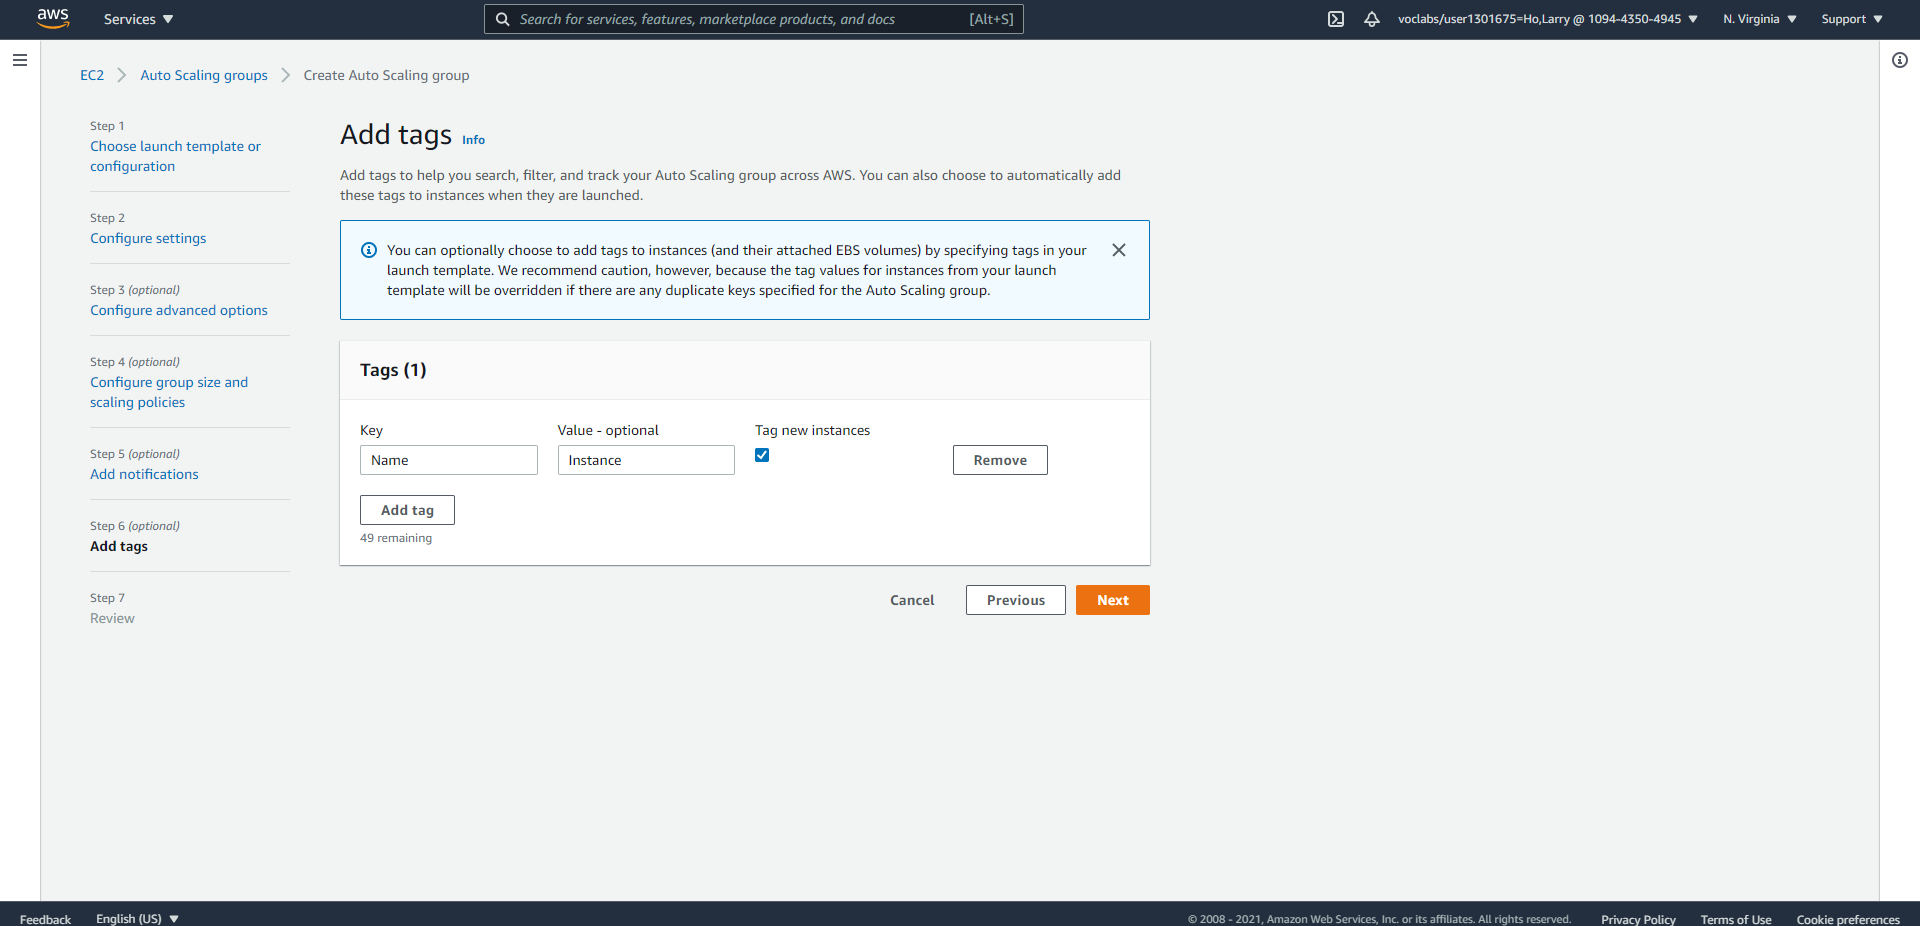 aws
Services
Search for services, features, marketplace products, and docs
[Alt+S]
voclabs/user1301675=Ho,Larry @ 1094-4350-4945
N. Virginia
Support
EC2
Auto Scaling groups
Create Auto Scaling group
Step 1
Choose launch template or
configuration
Step 2
Configure settings
Step 3 (optional)
Configure advanced options
Step 4 (optional)
Configure group size and
scaling policies
Step 5 (optional)
Add notifications
Step 6 (optional)
Add tags
Step 7
Review
Add tags Info
Add tags to help you search, filter, and track your Auto Scaling group across AWS. You can also choose to automatically add
these tags to instances when they are launched.
You can optionally choose to add tags to instances (and their attached EBS volumes) by specifying tags in your
launch template. We recommend caution, however, because the tag values for instances from your launch
template will be overridden if there are any duplicate keys specified for the Auto Scaling group.
Tags (1)
Key
Value - optional
Tag new instances
Name
Instance
Remove
Add tag
49 remaining
Cancel
Previous
Next
Feedback
English (US)
© 2008 - 2021, Amazon Web Services, Inc. or its affiliates. All rights reserved.
Privacy Policy
Terms of Use
Cookie preferences